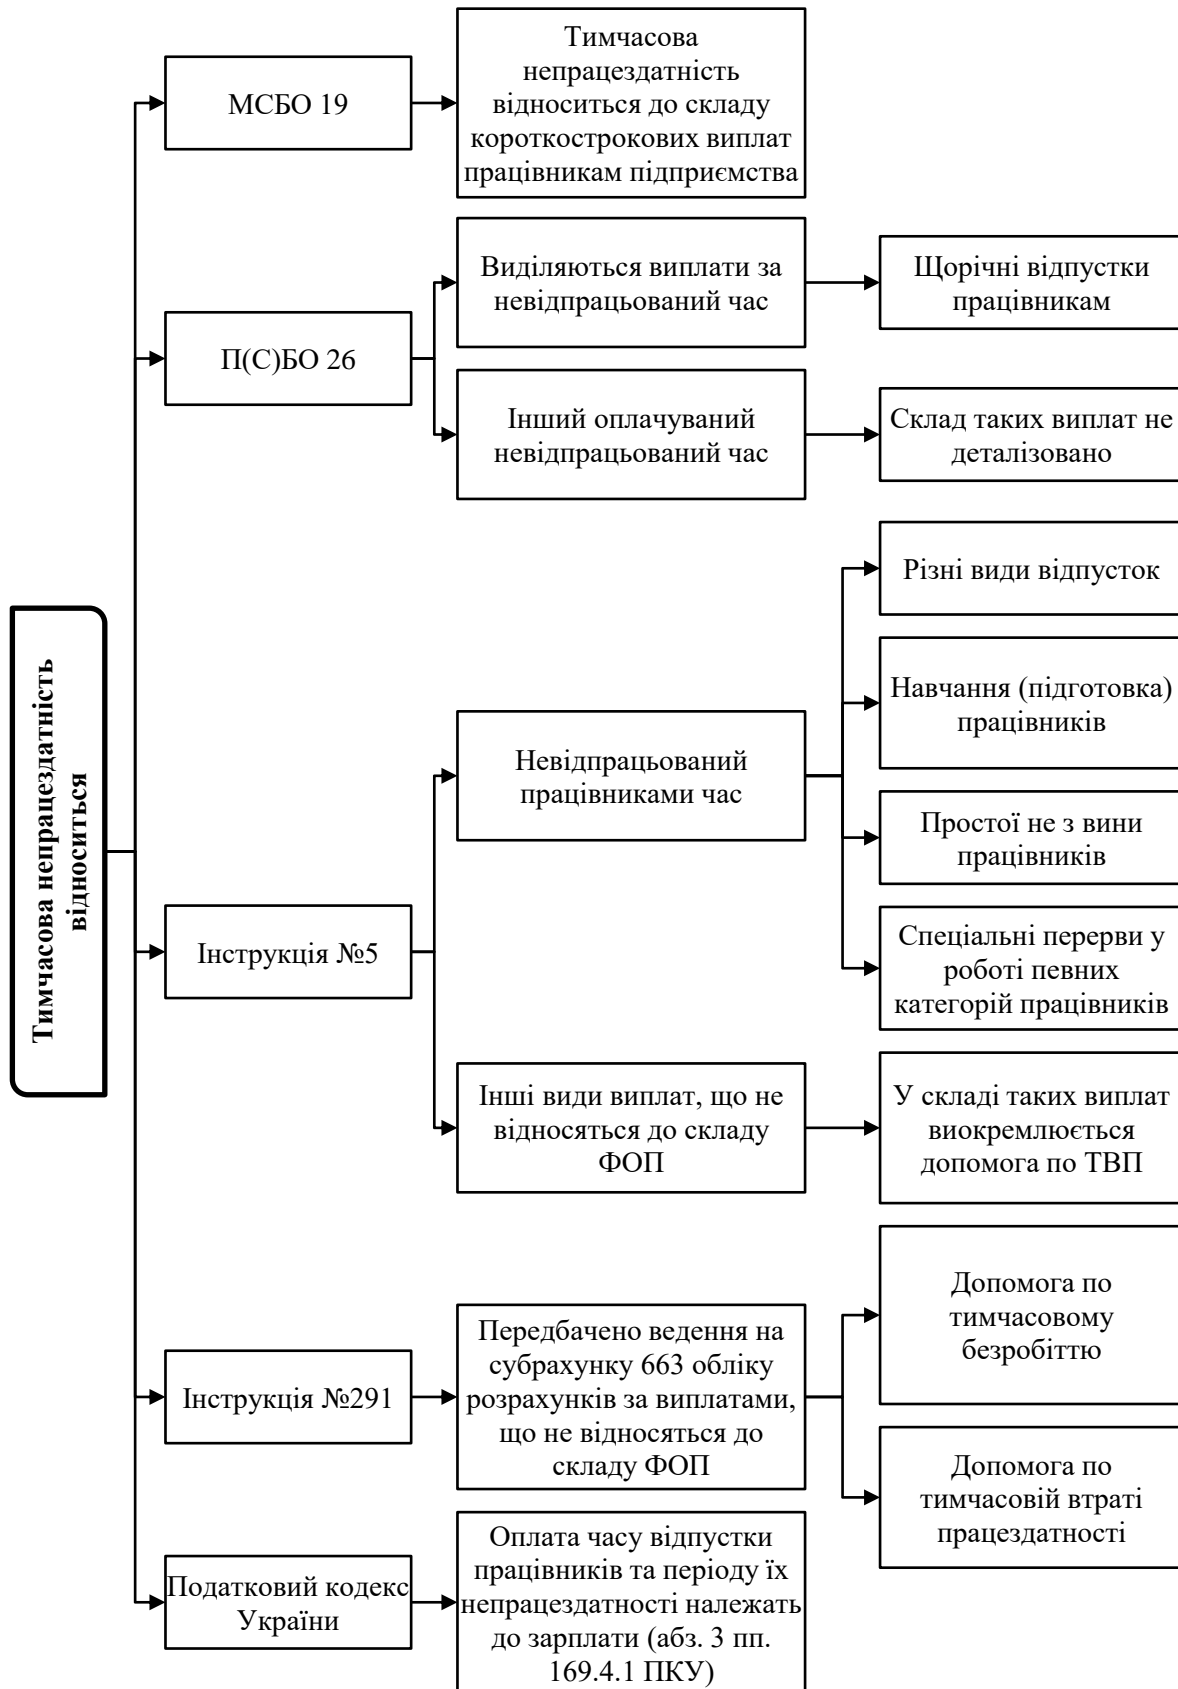 Тимчасова непрацездатність
відноситься
МСБО 19
Тимчасова
непрацездатність
відноситься до складу
короткострокових виплат
працівникам підприємства
П(С)БО 26
Виділяються виплати за
невідпрацьований час
Щорічні відпустки
працівникам
Інший оплачуваний
невідпрацьований час
Склад таких виплат не
деталізовано
Інструкція №5
Невідпрацьований
працівниками час
Різні види відпусток
Навчання (підготовка)
працівників
Простої не з вини
працівників
Спеціальні перерви у
роботі певних
категорій працівників
Інші види виплат, що не
відносяться до складу
ФОП
У складі таких виплат
виокремлюється
допомога по ТВП
Інструкція №291
Передбачено ведення на
субрахунку 663 обліку
розрахунків за виплатами,
що не відносяться до
складу ФОП
Допомога по
тимчасовому
безробіттю
Допомога по
тимчасовій втраті
працездатності
Податковий кодекс
України
Оплата часу відпустки
працівників та періоду їх
непрацездатності належать
до зарплати (абз. 3 пп.
169.4.1 ПКУ)